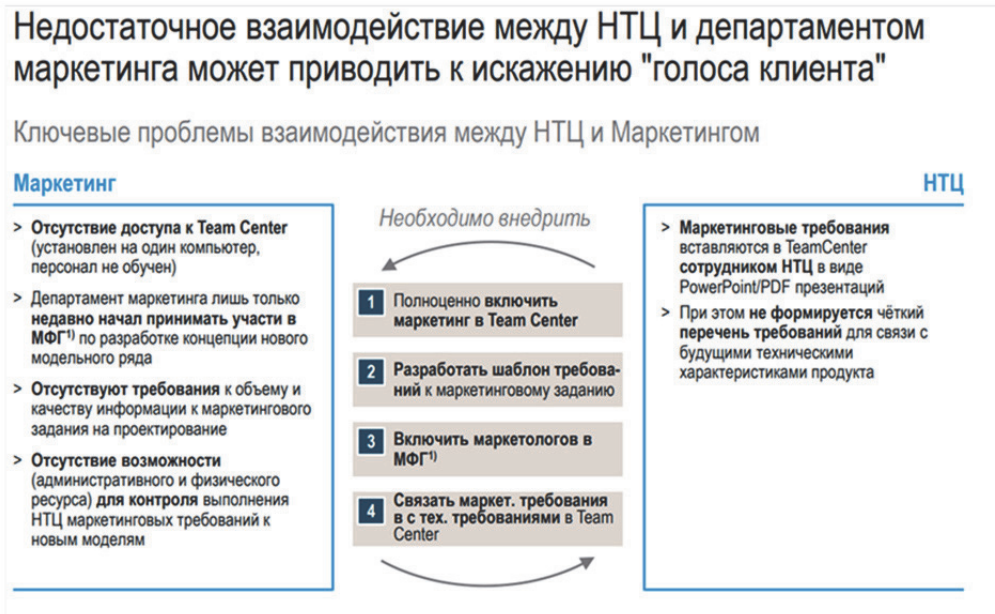 Недостаточное взаимодействие между НТЦ и департаментом
маркетинга может приводить к искажению "голоса клиента"
Ключевые проблемы взаимодействия между НТЦ и Маркетингом
Маркетинг
> Отсутствие доступа к Team Center
(установлен на один компьютер,
персонал не обучен)
> Департамент маркетинга лишь только
недавно начал принимать участи в
МФГ1) по разработке концепции нового
модельного ряда
> Отсутствуют требования к объему и
качеству информации к маркетингового
задания на проектирование
> Отсутствие возможности
(административного и физического
ресурса) для контроля выполнения
НТЦ маркетинговых требований к
новым моделям
Необходимо внедрить
1 Полноценно включить
маркетинг в Team Center
2 Разработать шаблон требова-
ний к маркетинговому заданию
3 Включить маркетологов в
МФГ1)
4 Связать маркет. требования
в с тех. требованиями в Team
Center
НТЦ
> Маркетинговые требования
вставляются в TeamCenter
сотрудником НТЦ в виде
PowerPoint/PDF презентаций
> При этом не формируется чёткий
перечень требований для связи с
будущими техническими
характеристиками продукта